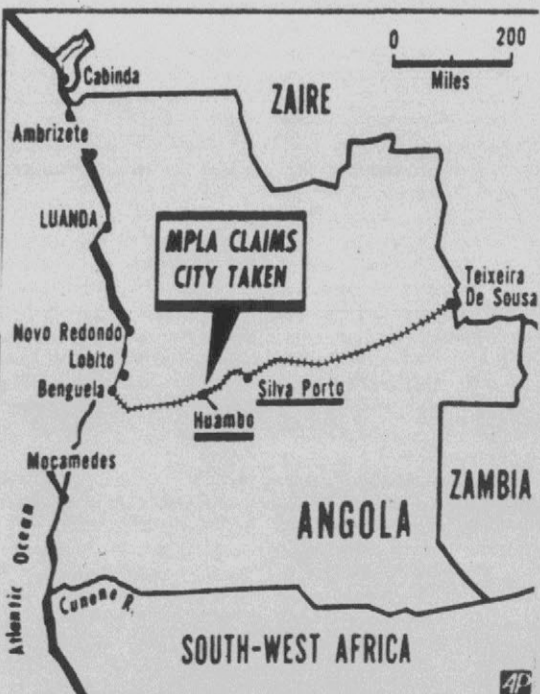 0 200
Miles
Cabinda
ZAIRE
Ambrizete
LUANDA
MPLA CLAIMS
CITY TAKEN
Teixeira
De Sousa
Novo Redondo
Lobito
Benguela
Silva Porto
Huambo
Moçamedes
ZAMBIA
ANGOLA
Atlantic Ocean
Cunene R.
SOUTH-WEST AFRICA
AP